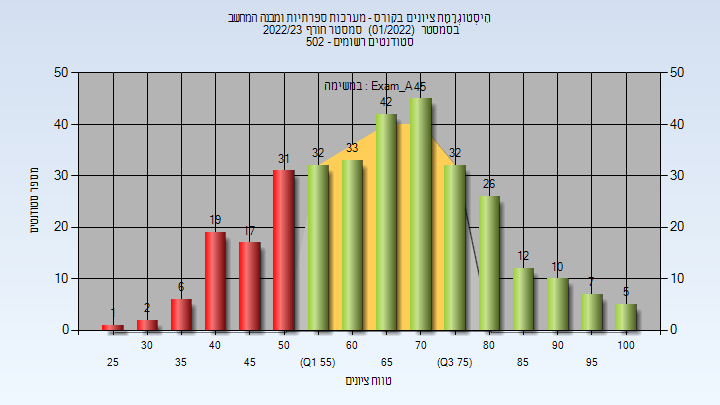 הִיסְטוֹגְרָמַת ציונים בקורס - מערכות ספרתיות ומבנה המחשב
בסמסטר (01/2022) סמסטר חורף 2022/23
סטודנטים רשומים - 502
במשימה : Exam_A
50 50
40 40
30 30
20 20
10 10
0 0
1 2 6 19 17 31 32 33 42 45 32 26 12 10 7 5
מספר סטודנטים
30 40 50 60 70 80 90 100
25 35 45 (Q1 55) 65 (Q3 75) 85 95
טווח ציונים